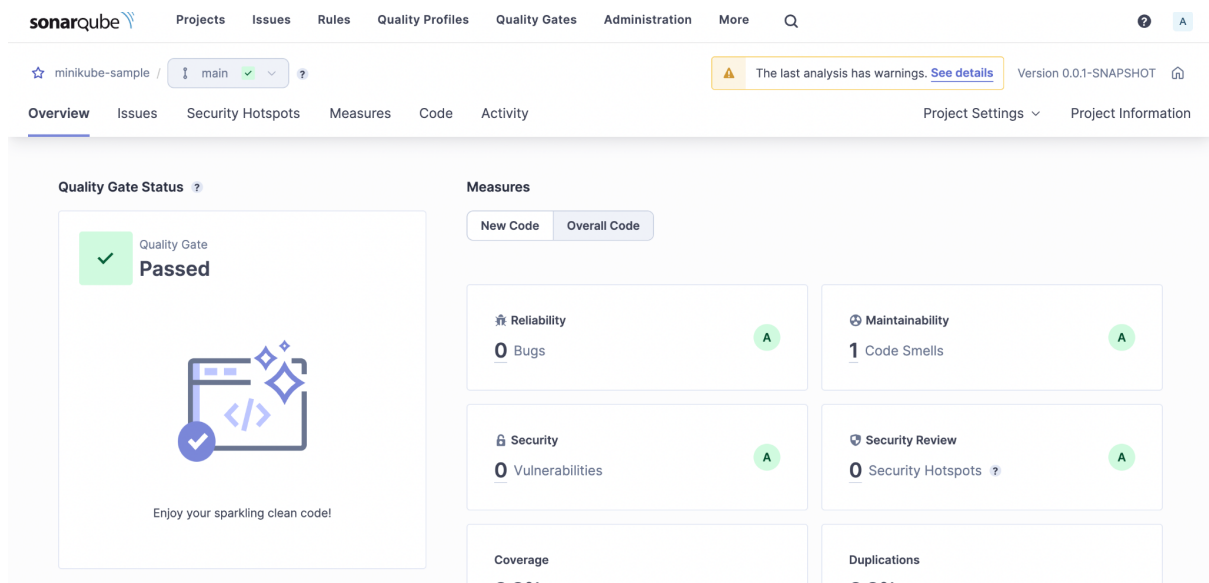 sonarqube Projects Issues Rules Quality Profiles Quality Gates Administration More ? A
minikube-sample / main ? The last analysis has warnings. See details Version 0.0.1-SNAPSHOT
Overview Issues Security Hotspots Measures Code Activity Project Settings Project Information
Quality Gate Status ?
Quality Gate
Passed
Enjoy your sparkling clean code!
Measures
New Code Overall Code
Reliability
0 Bugs A
Maintainability
1 Code Smells A
Security
0 Vulnerabilities A
Security Review
0 Security Hotspots ? A
Coverage
Duplications